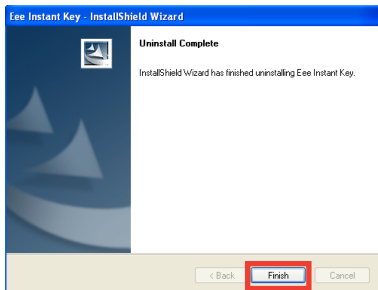 Eee Instant Key - InstallShield Wizard
Uninstall Complete
InstallShield Wizard has finished uninstalling Eee Instant Key.
< Back
Finish
Cancel